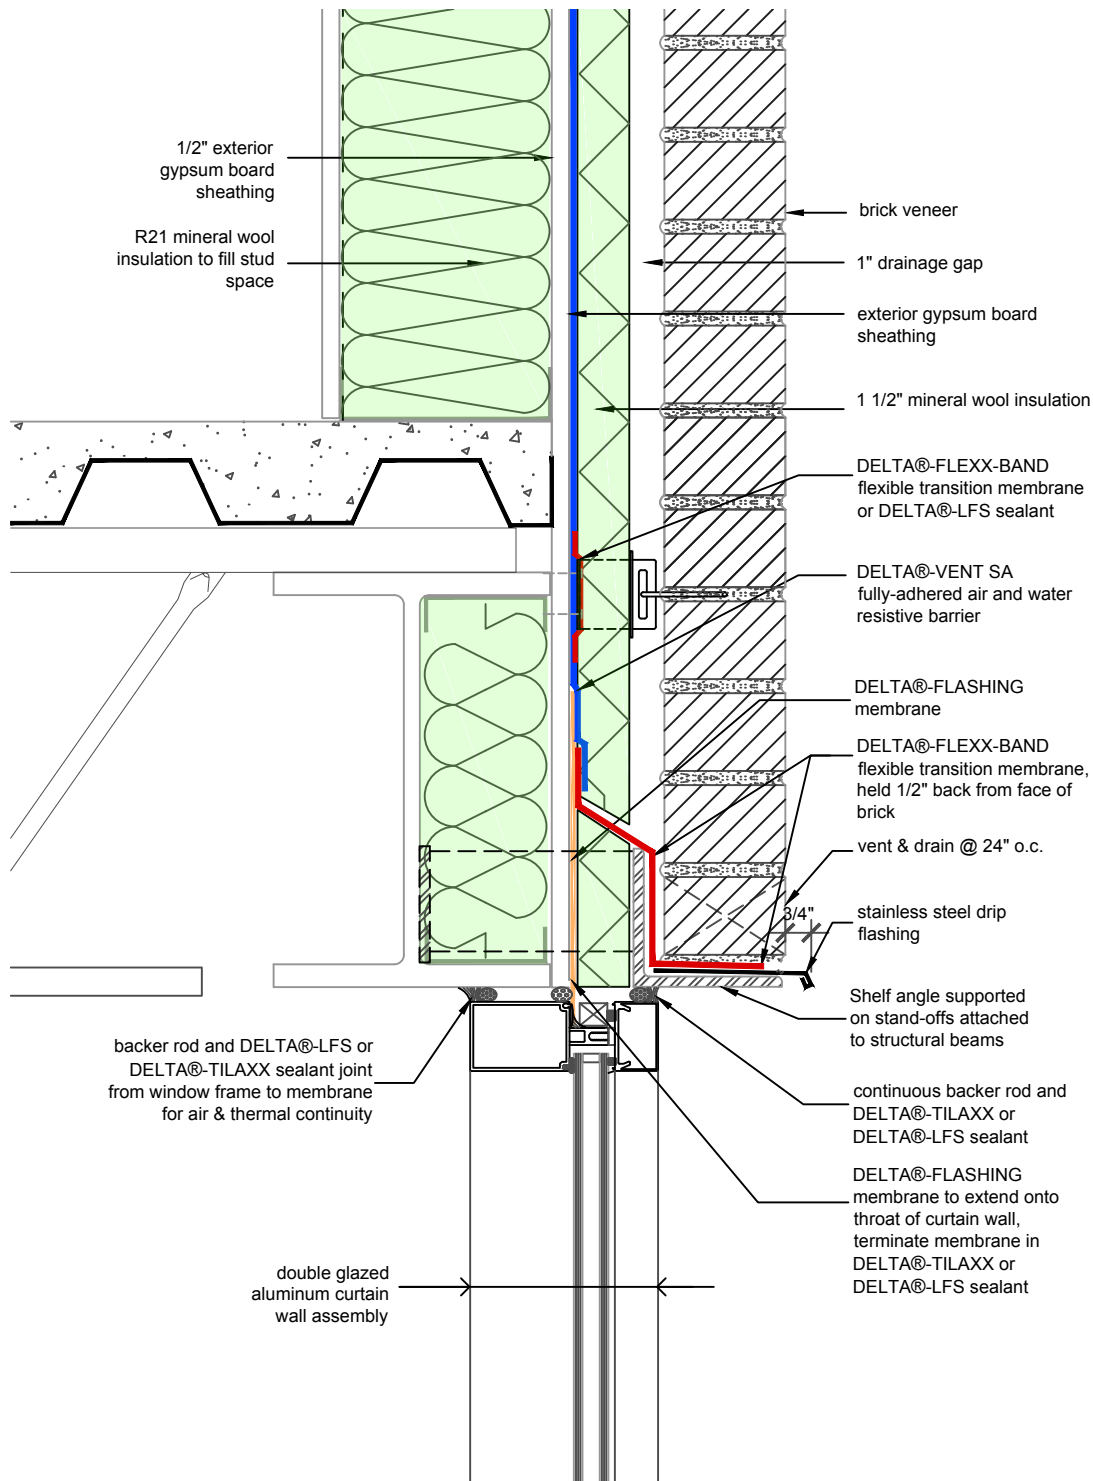 1/2" exterior
gypsum board
sheathing
R21 mineral wool
insulation to fill stud
space
brick veneer
1" drainage gap
exterior gypsum board
sheathing
1 1/2" mineral wool insulation
DELTA®-FLEXX-BAND
flexible transition membrane
or DELTA®-LFS sealant
DELTA®-VENT SA
fully-adhered air and water
resistive barrier
DELTA®-FLASHING
membrane
DELTA®-FLEXX-BAND
flexible transition membrane,
held 1/2" back from face of
brick
vent & drain @ 24" o.c.
3/4"
stainless steel drip
flashing
Shelf angle supported
on stand-offs attached
to structural beams
backer rod and DELTA®-LFS or
DELTA®-TILAXX sealant joint
from window frame to membrane
for air & thermal continuity
continuous backer rod and
DELTA®-TILAXX or
DELTA®-LFS sealant
DELTA®-FLASHING
membrane to extend onto
throat of curtain wall,
terminate membrane in
DELTA®-TILAXX or
DELTA®-LFS sealant
double glazed
aluminum curtain
wall assembly